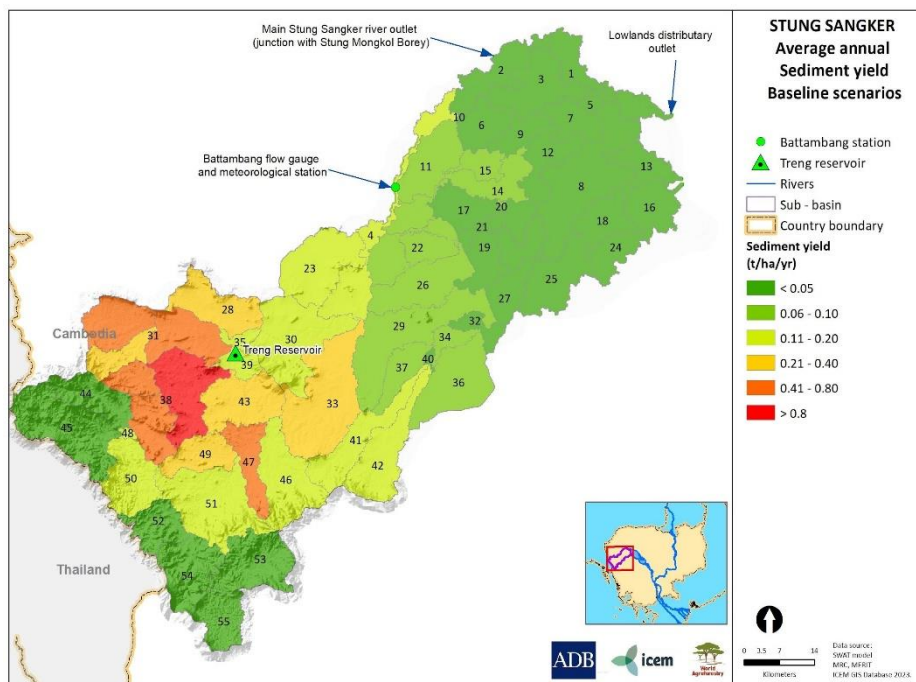 Main Stung Sangker river outlet
(junction with Stung Mongkol Borey)
Lowlands distributary
outlet
Battambang flow gauge
and meteorological station
1
2
3
5
10
6
7
9
12
11
15
13
8
14
17
20
16
4
21
18
22
19
24
23
26
25
27
28
29
32
Cambodia
31
35
30
34
Treng Reservoir
39
40
37
36
44
38
43
33
45
48
41
49
47
42
50
46
51
52
53
Thailand
54
55
STUNG SANGKER
Average annual
Sediment yield
Baseline scenarios
Battambang station
Treng reservoir
Rivers
Sub - basin
Country boundary
Sediment yield
(t/ha/yr)
< 0.05
0.06 - 0.10
0.11 - 0.20
0.21 - 0.40
0.41 - 0.80
> 0.8
0 3.5 7 14
Kilometers
Data source:
SWAT model
MRC, MERIT
ICEM GIS Database 2023.
ADB
icem
World
Agroforestry